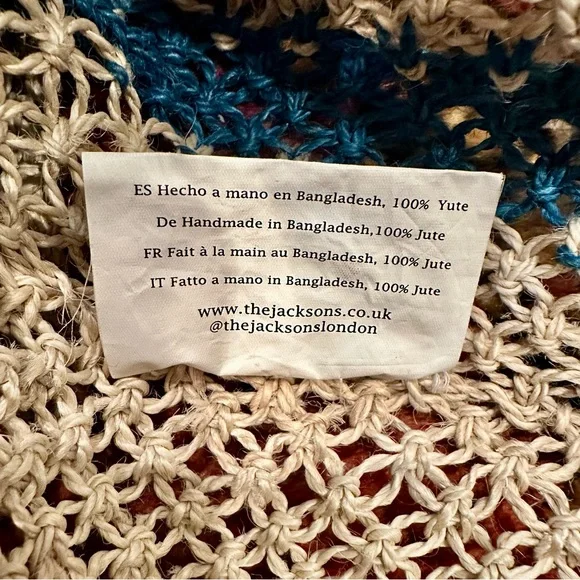 ES Hecho a mano en Bangladesh, 100% Yute
De Handmade in Bangladesh,100% Jute
FR Fait à la main au Bangladesh, 100% Jute
IT Fatto a mano in Bangladesh, 100% Jute
www.thejacksons.co.uk
@thejacksonslondon